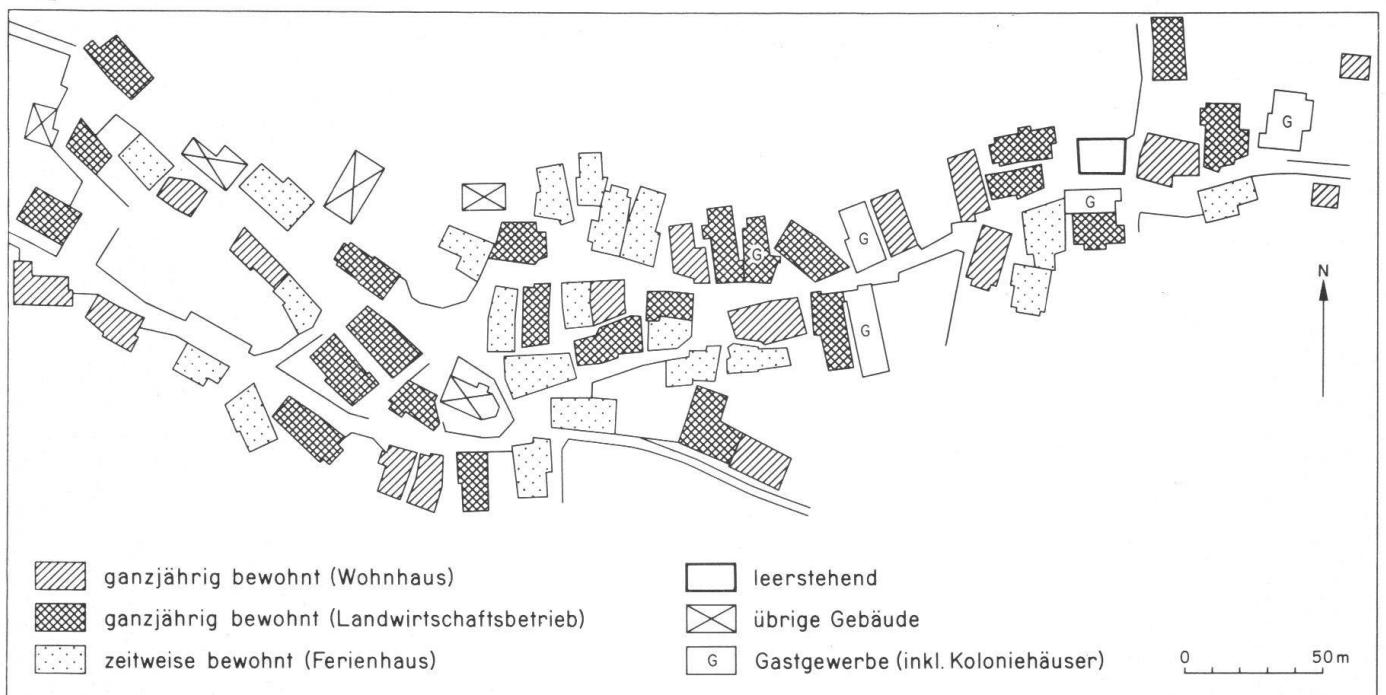 G
G
G
G
G
N
ganzjährig bewohnt (Wohnhaus)
ganzjährig bewohnt (Landwirtschaftsbetrieb)
zeitweise bewohnt (Ferienhaus)
leerstehend
übrige Gebäude
G Gastgewerbe (inkl. Koloniehäuser)
0 50 m